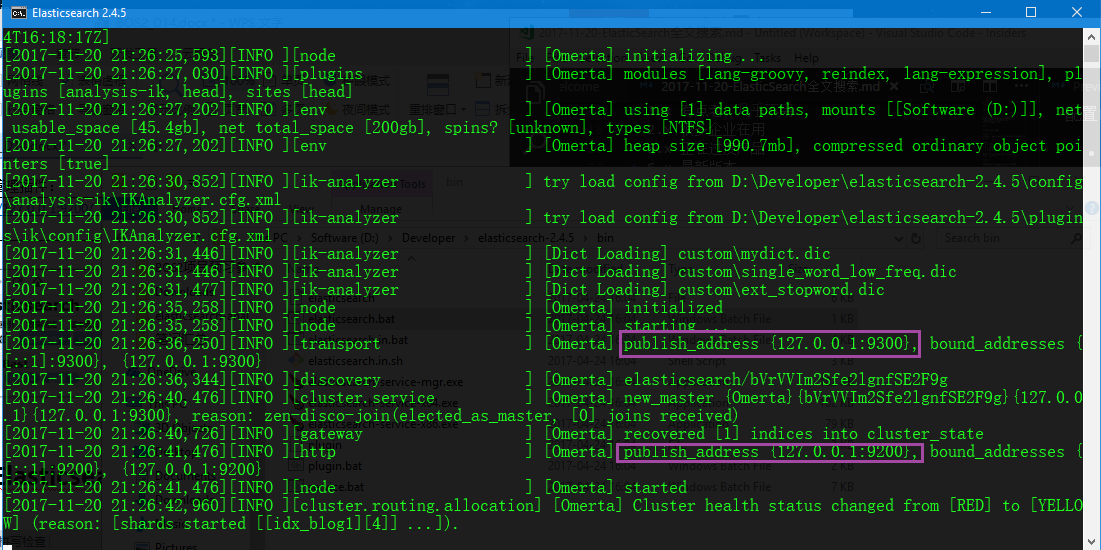 Elasticsearch 2.4.5
4T16:18:17Z]
[2017-11-20 21:26:25,593][INFO ][node                     ] [Omerta] initializing ...
[2017-11-20 21:26:27,030][INFO ][plugins                  ] [Omerta] modules [lang-groovy, reindex, lang-expression], pl
ugins [analysis-ik, head], sites [head]
[2017-11-20 21:26:27,202][INFO ][env                      ] [Omerta] using [1] data paths, mounts [[Software (D:)]], net
 usable_space [45.4gb], net total_space [200gb], spins? [unknown], types [NTFS]
[2017-11-20 21:26:27,202][INFO ][env                      ] [Omerta] heap size [990.7mb], compressed ordinary object poi
nters [true]
[2017-11-20 21:26:30,852][INFO ][ik-analyzer              ] try load config from D:\Developer\elasticsearch-2.4.5\config
\analysis-ik\IKAnalyzer.cfg.xml
[2017-11-20 21:26:30,852][INFO ][ik-analyzer              ] try load config from D:\Developer\elasticsearch-2.4.5\plugin
s\ik\config\IKAnalyzer.cfg.xml
[2017-11-20 21:26:31,446][INFO ][ik-analyzer              ] [Dict Loading] custom\mydict.dic
[2017-11-20 21:26:31,446][INFO ][ik-analyzer              ] [Dict Loading] custom\single_word_low_freq.dic
[2017-11-20 21:26:31,477][INFO ][ik-analyzer              ] [Dict Loading] custom\ext_stopword.dic
[2017-11-20 21:26:35,258][INFO ][node                     ] [Omerta] initialized
[2017-11-20 21:26:35,258][INFO ][node                     ] [Omerta] starting ...
[2017-11-20 21:26:36,250][INFO ][transport                ] [Omerta] publish_address {127.0.0.1:9300}, bound_addresses {
[::1]:9300}, {127.0.0.1:9300}
[2017-11-20 21:26:36,344][INFO ][discovery                ] [Omerta] elasticsearch/bVrVVIm2Sfe2lgnfSE2F9g
[2017-11-20 21:26:40,476][INFO ][cluster.service          ] [Omerta] new_master {Omerta}{bVrVVIm2Sfe2lgnfSE2F9g}{127.0.0
.1}{127.0.0.1:9300}, reason: zen-disco-join(elected_as_master, [0] joins received)
[2017-11-20 21:26:40,726][INFO ][gateway                  ] [Omerta] recovered [1] indices into cluster_state
[2017-11-20 21:26:41,476][INFO ][http                     ] [Omerta] publish_address {127.0.0.1:9200}, bound_addresses {
[::1]:9200}, {127.0.0.1:9200}
[2017-11-20 21:26:41,476][INFO ][node                     ] [Omerta] started
[2017-11-20 21:26:42,960][INFO ][cluster.routing.allocation] [Omerta] Cluster health status changed from [RED] to [YELLO
W] (reason: [shards started [[idx_blog1][4]] ...]).